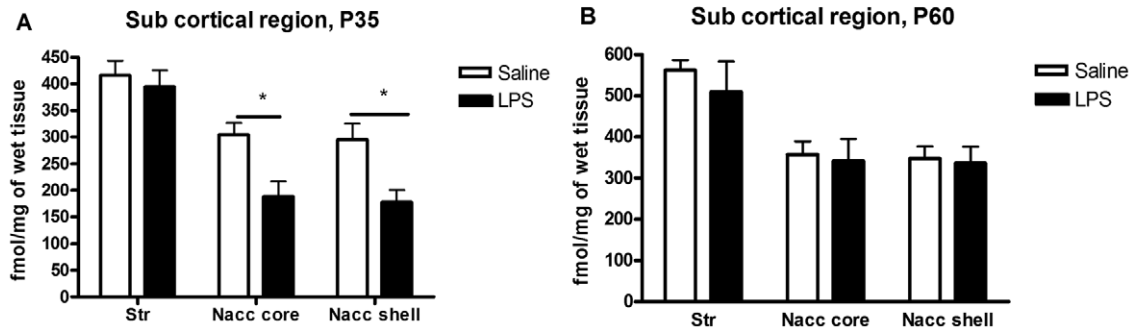 A
Sub cortical region, P35
fmol/mg of wet tissue
450
400
350
300
250
200
150
100
50
0
Str
Nacc core
Nacc shell
*
*
Saline
LPS
B
Sub cortical region, P60
fmol/mg of wet tissue
600
500
400
300
200
100
0
Str
Nacc core
Nacc shell
Saline
LPS